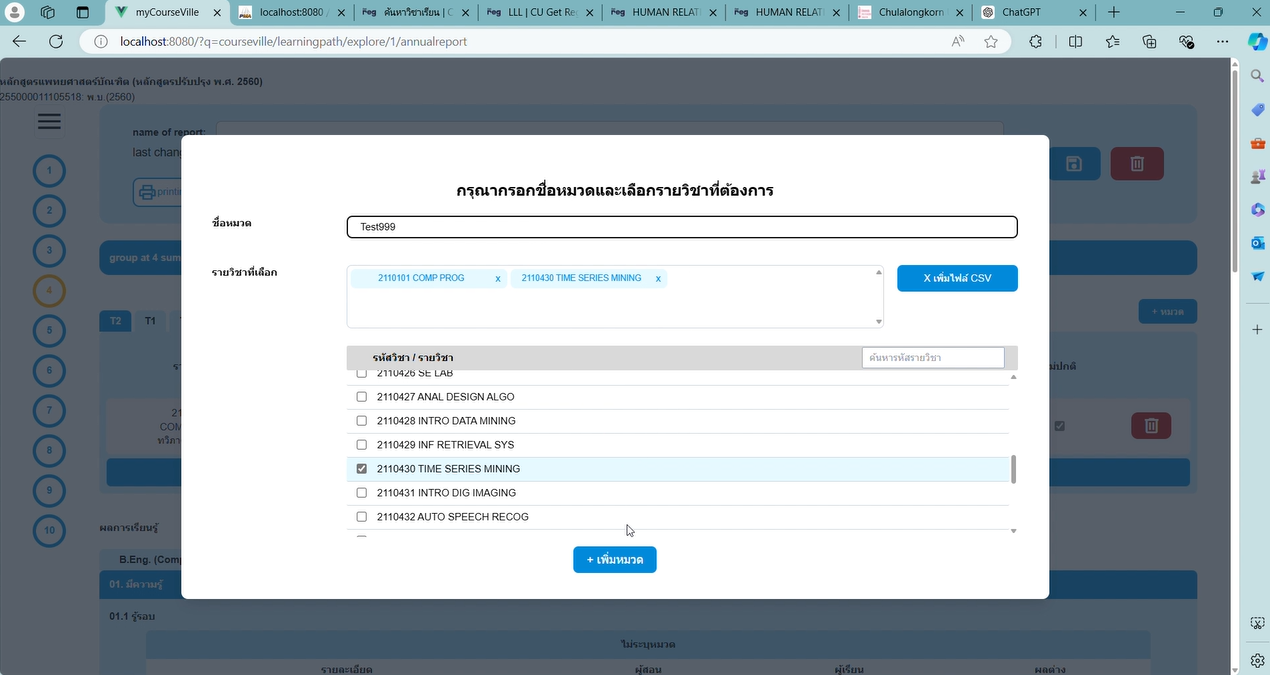 myCourseVille
localhost:8080
ค้นหาวิชาเรียน | C
LLL | CU Get Re
HUMAN RELAT
HUMAN RELAT
Chulalongkorn
ChatGPT
localhost:8080/?q=courseville/learningpath/explore/1/annualreport
หลักสูตรแพทยศาสตร์บัณฑิต (หลักสูตรปรับปรุง พ.ศ. 2560)
255000011105518: พ.บ.(2560)
name of report:
last chang
printi
group at 4 sum
กรุณากรอกชื่อหมวดและเลือกรายวิชาที่ต้องการ
ชื่อหมวด
Test999
รายวิชาที่เลือก
2110101 COMP PROG x
2110430 TIME SERIES MINING x
X เพิ่มไฟล์ CSV
รหัสวิชา / รายวิชา
ค้นหารหัสรายวิชา
2110426 SE LAB
2110427 ANAL DESIGN ALGO
2110428 INTRO DATA MINING
2110429 INF RETRIEVAL SYS
2110430 TIME SERIES MINING
2110431 INTRO DIG IMAGING
2110432 AUTO SPEECH RECOG
+ เพิ่มหมวด
1
2
3
4
5
6
7
8
9
10
T2
T1
+ หมวด
รา
ม่ปกติ
21
COM
ทวิภา
ผลการเรียนรู้
B.Eng. (Comp
01. มีความรู้
01.1 รู้รอบ
ไม่ระบุหมวด
รายละเอียด
ผู้สอน
ผู้เรียน
ผลต่าง